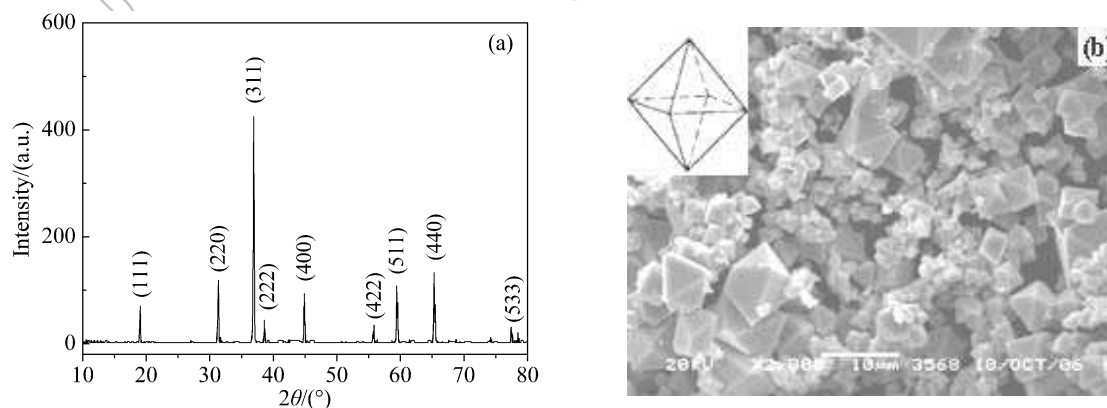 600
400
200
0
Intensity/(a.u.)
(a)
(111)
(220)
(311)
(222)
(400)
(422)
(511)
(440)
(533)
10 20 30 40 50 60 70 80
2θ/(°)
(b)
20KU X2,000 10μm 3568 10/OCT/06